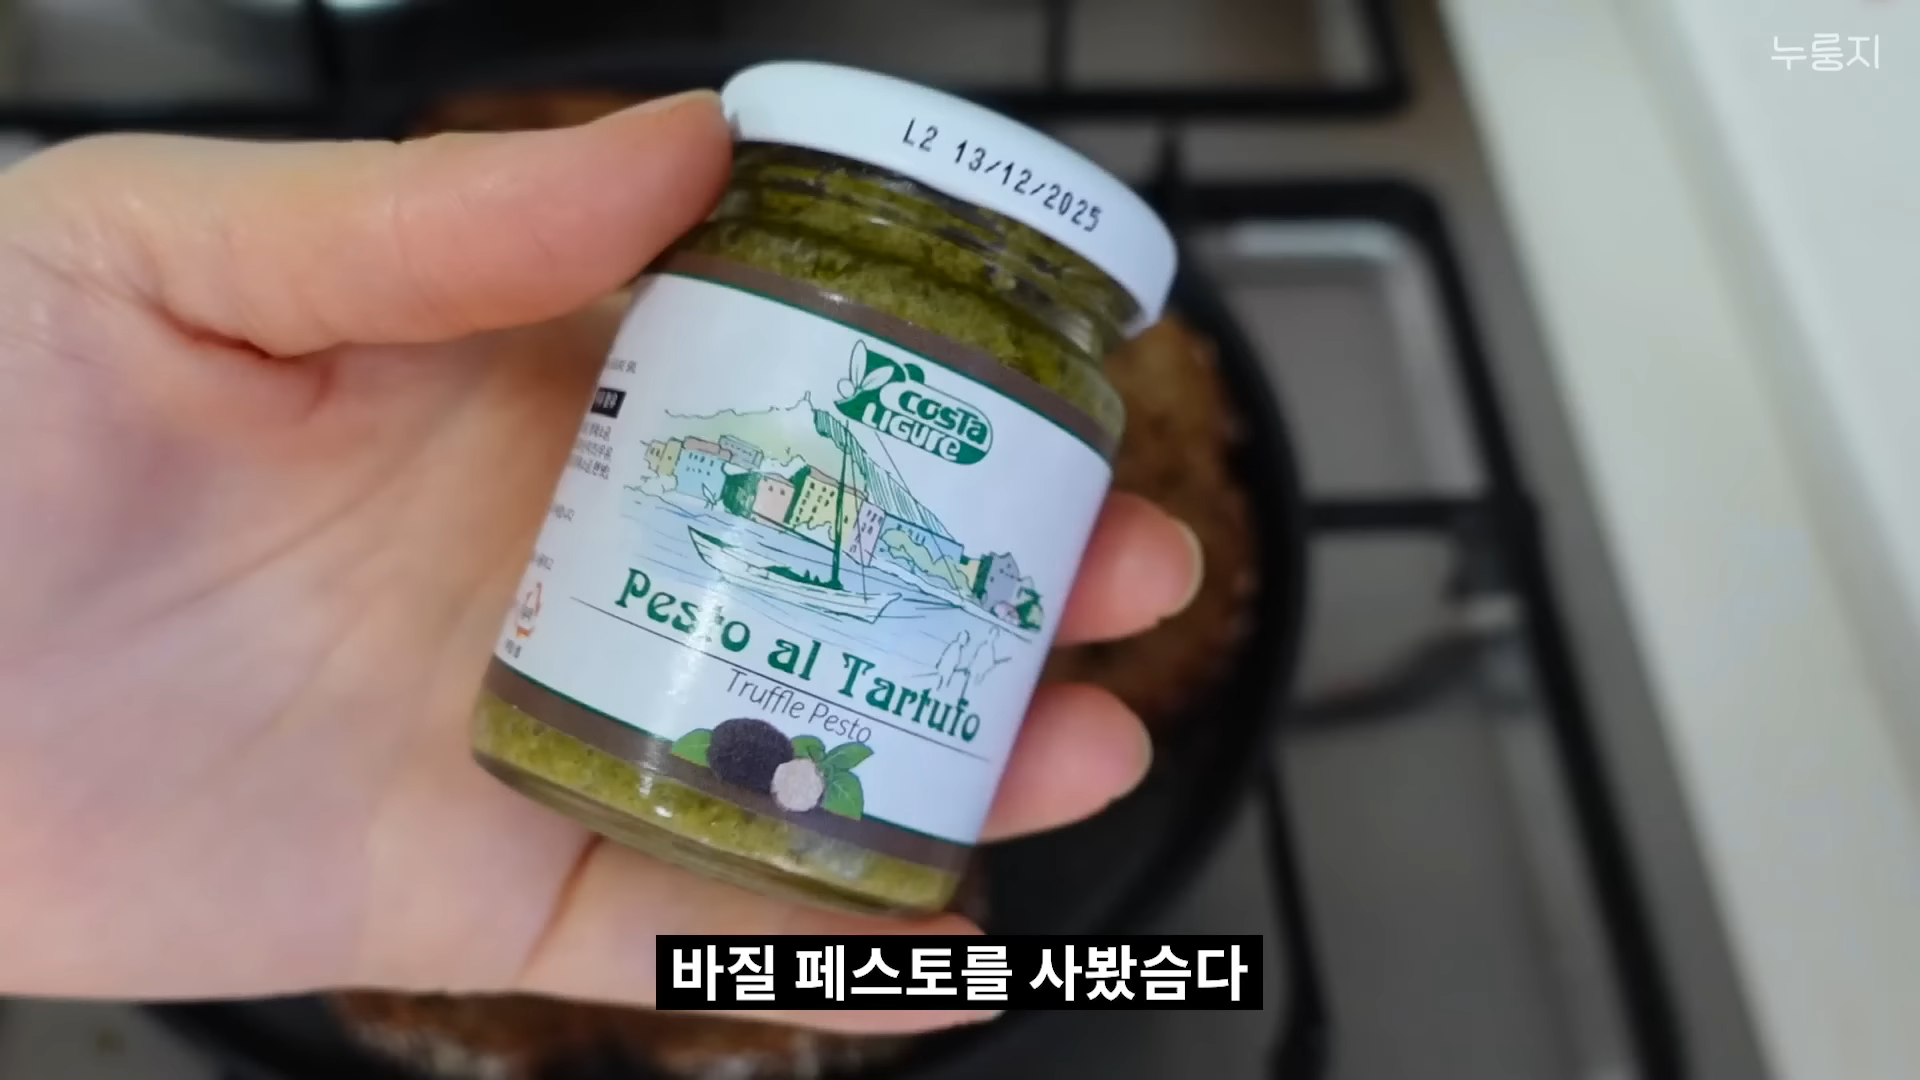 누룽지
L2 13/12/2025
COSTA
LIGURE
Pesto al Tartufo
Truffle Pesto
바질 페스토를 사봤슴다